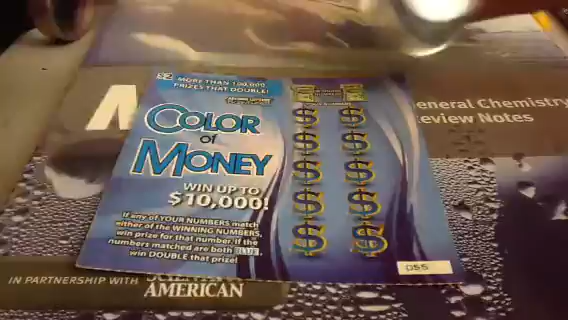 $2
MORE THAN 100,000
PRIZES THAT DOUBLE!
COLOR
OF
MONEY
WIN UP TO
$10,000!
If any of YOUR NUMBERS match
either of the WINNING NUMBERS,
win prize for that number. If the
numbers matched are both BLUE,
win DOUBLE that prize!
055
General Chemistry
Review Notes
IN PARTNERSHIP WITH
AMERICAN